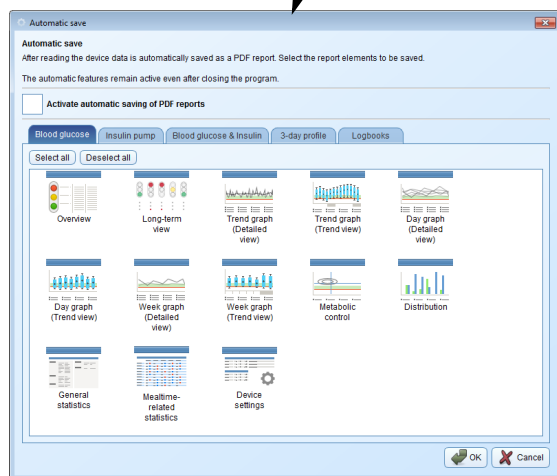 Automatic save
Automatic save
After reading the device data is automatically saved as a PDF report. Select the report elements to be saved.
The automatic features remain active even after closing the program.
Activate automatic saving of PDF reports
Blood glucose Insulin pump Blood glucose & Insulin 3-day profile Logbooks
Select all Deselect all
Overview
Long-term
view
Trend graph
(Detailed
view)
Trend graph
(Trend view)
Day graph
(Detailed
view)
Day graph
(Trend view)
Week graph
(Detailed
view)
Week graph
(Trend view)
Metabolic
control
Distribution
General
statistics
Mealtime-
related
statistics
Device
settings
OK Cancel